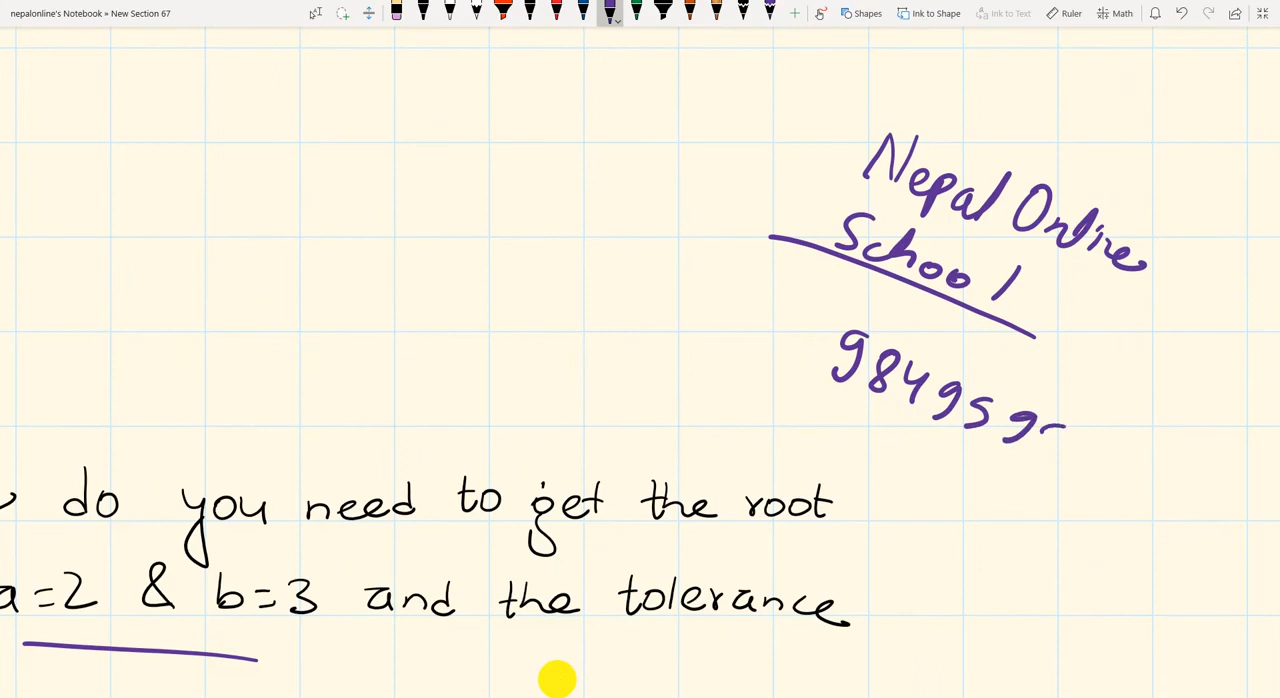 nepalonline's Notebook » New Section 67
Shapes
Ink to Shape
Ink to Text
Ruler
Math
Nepal Online
School
984959
do you need to get the root
a=2 & b=3 and the tolerance